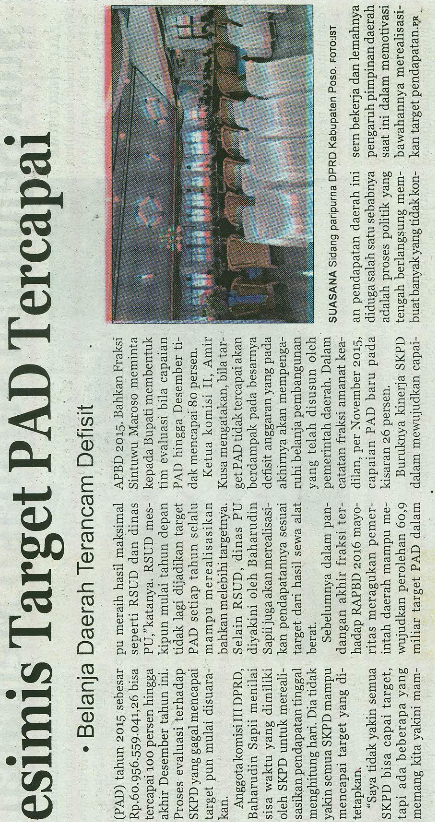 esimis Target PAD Tercapai
• Belanja Daerah Terancam Defisit
(PAD) tahun 2015 sebesar
Rp.60.956.559.041.26 bisa
tercapai 100 persen hingga
akhir Desember tahun ini.
Proses evaluasi terhadap
SKPD yang gagal mencapai
target pun mulai disuara-
kan.
Anggota komisi III DPRD,
Baharudin Sapii menilai
sisa waktu yang dimiliki
oleh SKPD untuk mereali-
sasikan pendapatan tinggal
menghitung hari. Dia tidak
yakin semua SKPD mampu
mencapai target yang di-
tetapkan.
"Saya tidak yakin semua
SKPD bisa capai target,
tapi ada beberapa yang
memang kita yakini mam-
pu meraih hasil maksimal
seperti RSUD dan dinas
PU,"katanya. RSUD mes-
kipun mulai tahun depan
tidak lagi dijadikan target
PAD setiap tahun selalu
mampu merealisasikan
bahkan melebihi targetnya.
Selain RSUD, dinas PU
diyakini oleh Baharudin
Sapii juga akan merealisasi-
kan pendapatannya sesuai
target dari hasil sewa alat
berat.
Sebelumnya dalam pan-
dangan akhir fraksi ter-
hadap RAPBD 2016 mayo-
ritas meragukan pemer-
intah daerah mampu me-
wujudkan perolehan 60,9
miliar target PAD dalam
APBD 2015. Bahkan Fraksi
Sintuwu Maroso meminta
kepada Bupati membentuk
tim evaluasi bila capaian
PAD hingga Desember ti-
dak mencapai 80 persen.
Ketua komisi II, Amir
Kusa mengatakan, bila tar-
get PAD tidak tercapai akan
berdampak pada besarnya
defisit anggaran yang pada
akhirnya akan mempenga-
ruhi belanja pembangunan
yang telah disusun oleh
pemerintah daerah. Dalam
catatan fraksi amanat kea-
dilan, per November 2015,
capaian PAD baru pada
kisaran 26 persen.
Buruknya kinerja SKPD
dalam mewujudkan capai-
SUASANA Sidang paripurna DPRD Kabupaten Poso. FOTO:IST
an pendapatan daerah ini
diduga salah satu sebabnya
adalah proses politik yang
tengah berlangsung mem-
buat banyak yang tidak kon-
sern bekerja dan lemahnya
pengaruh pimpinan daerah
saat ini dalam memotivasi
bawahannya merealisasi-
kan target pendapatan.PR